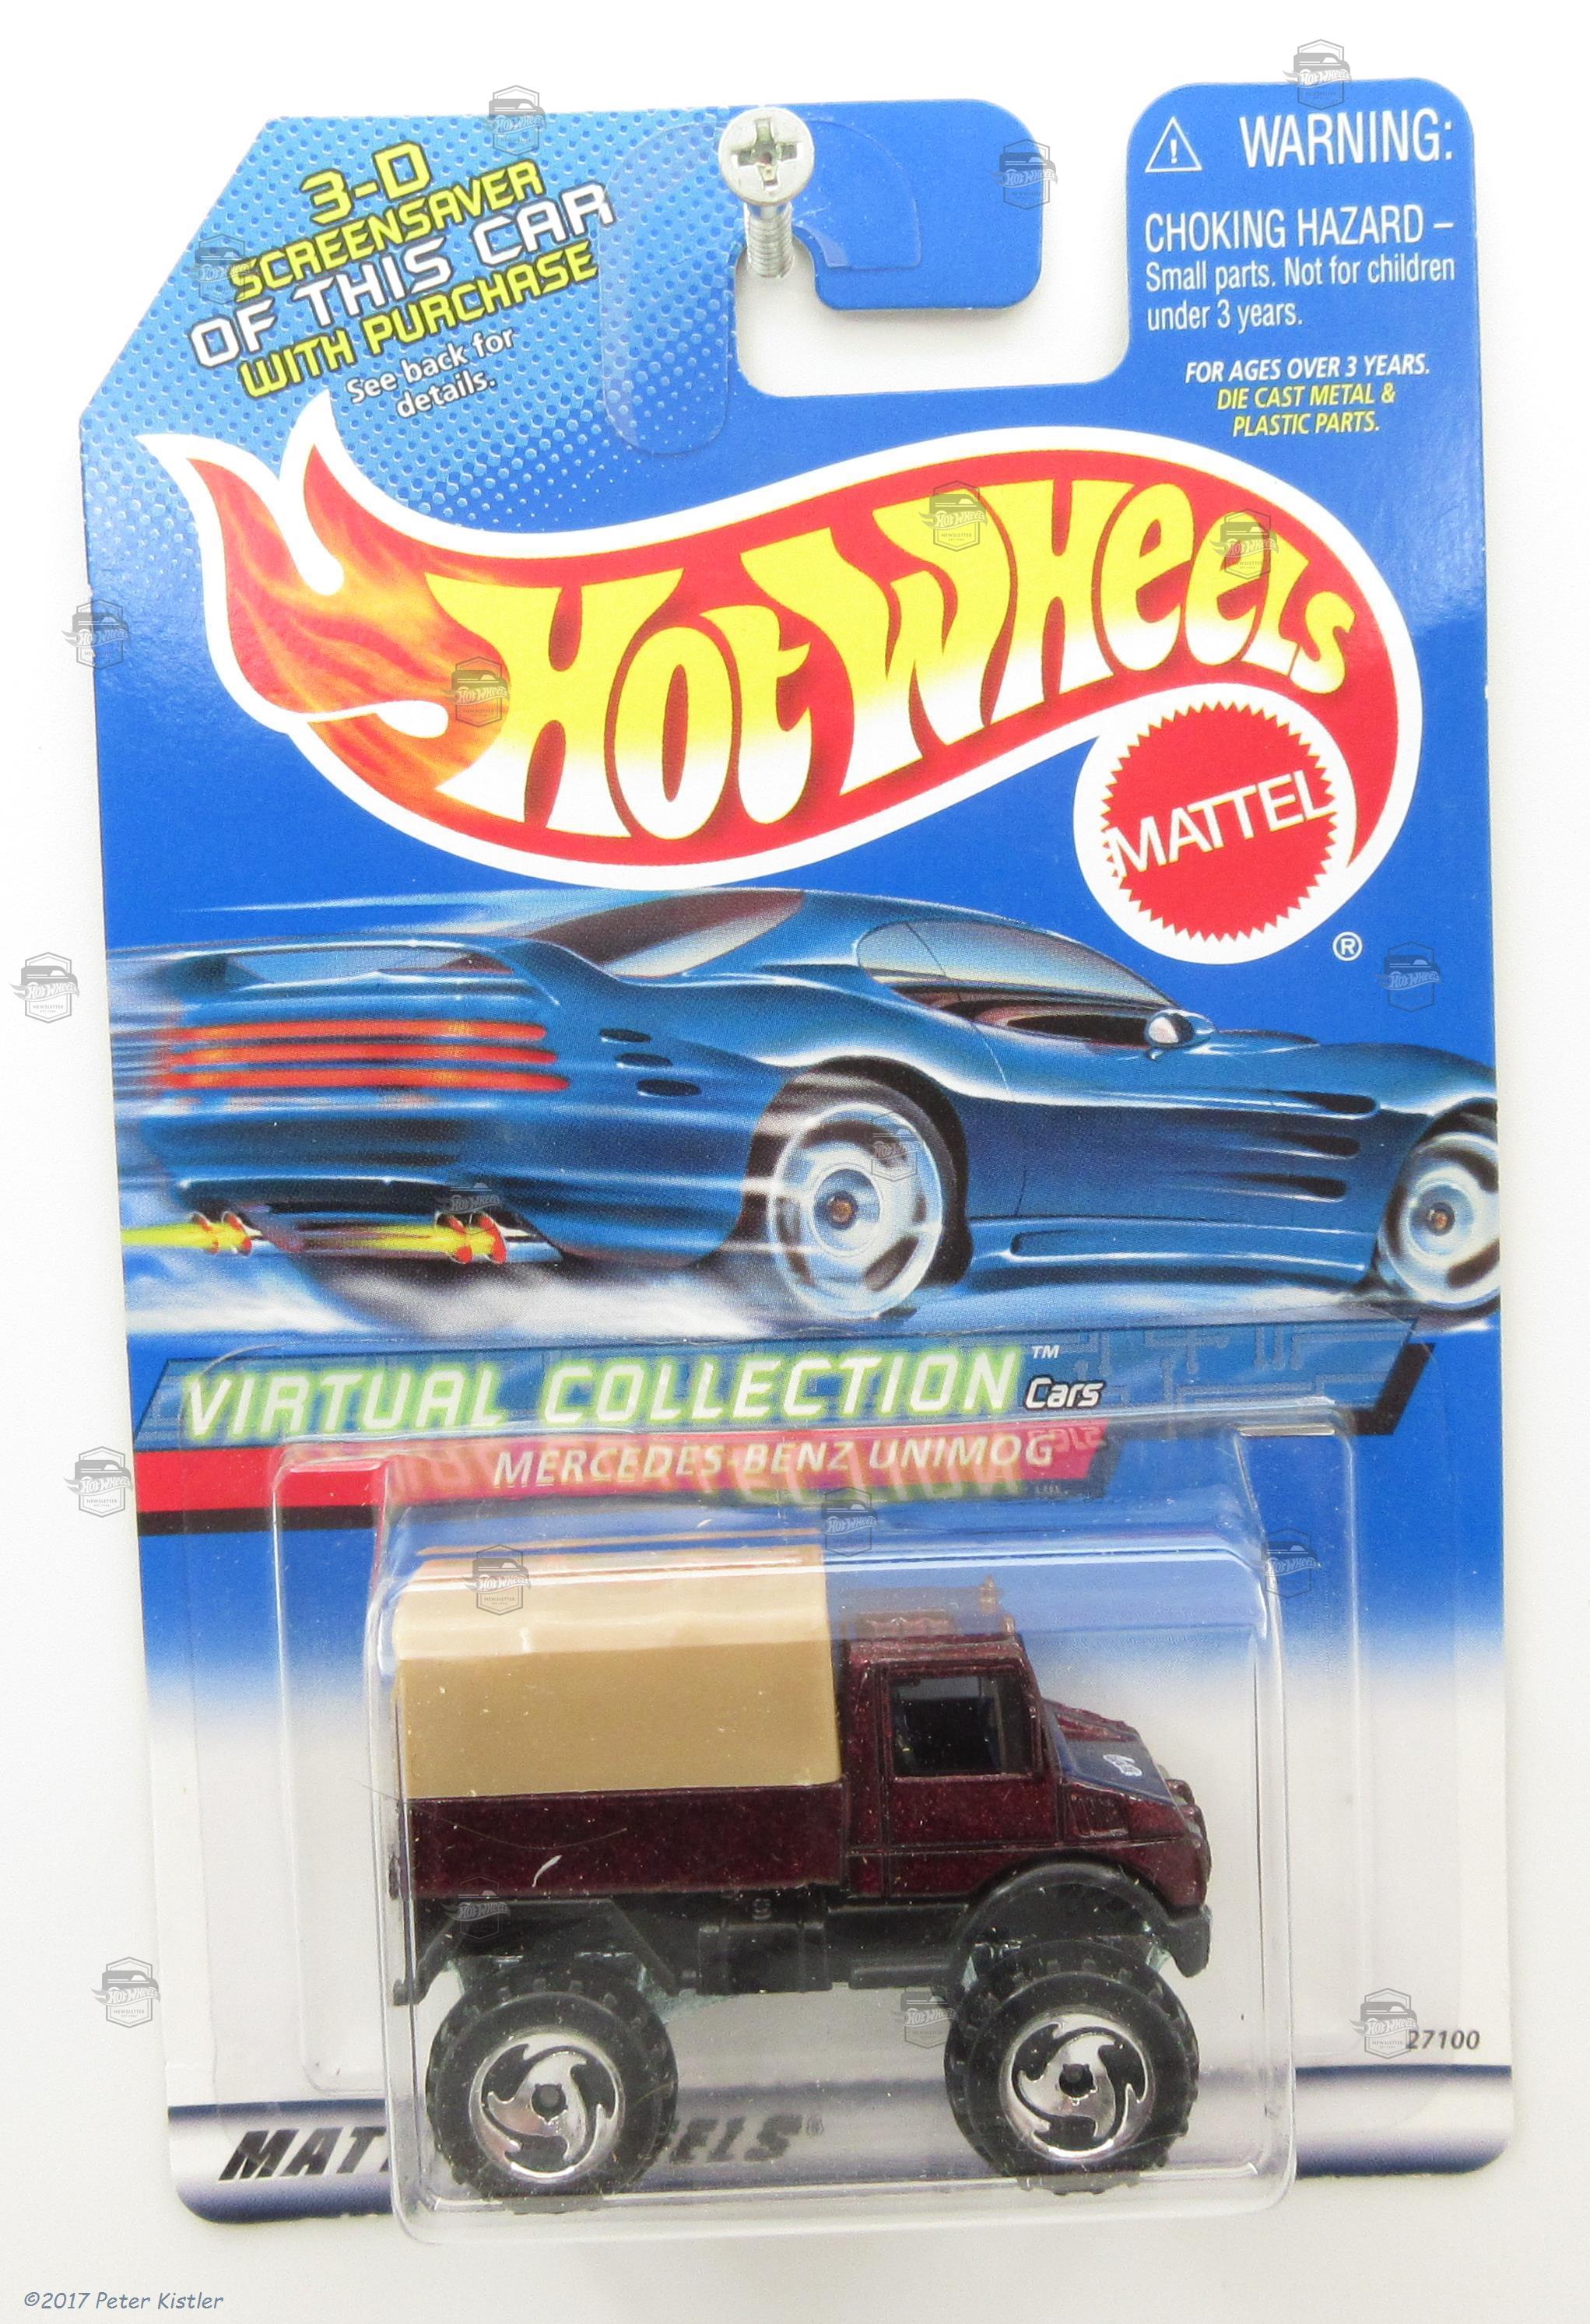 3-D
SCREENSAVER
OF THIS CAR
WITH PURCHASE
See back for
details.
WARNING:
CHOKING HAZARD –
Small parts. Not for children
under 3 years.
FOR AGES OVER 3 YEARS.
DIE CAST METAL &
PLASTIC PARTS.
HOT WHEELS
MATTEL
®
VIRTUAL COLLECTION™ Cars
MERCEDES-BENZ UNIMOG
27100
©2017 Peter Kistler